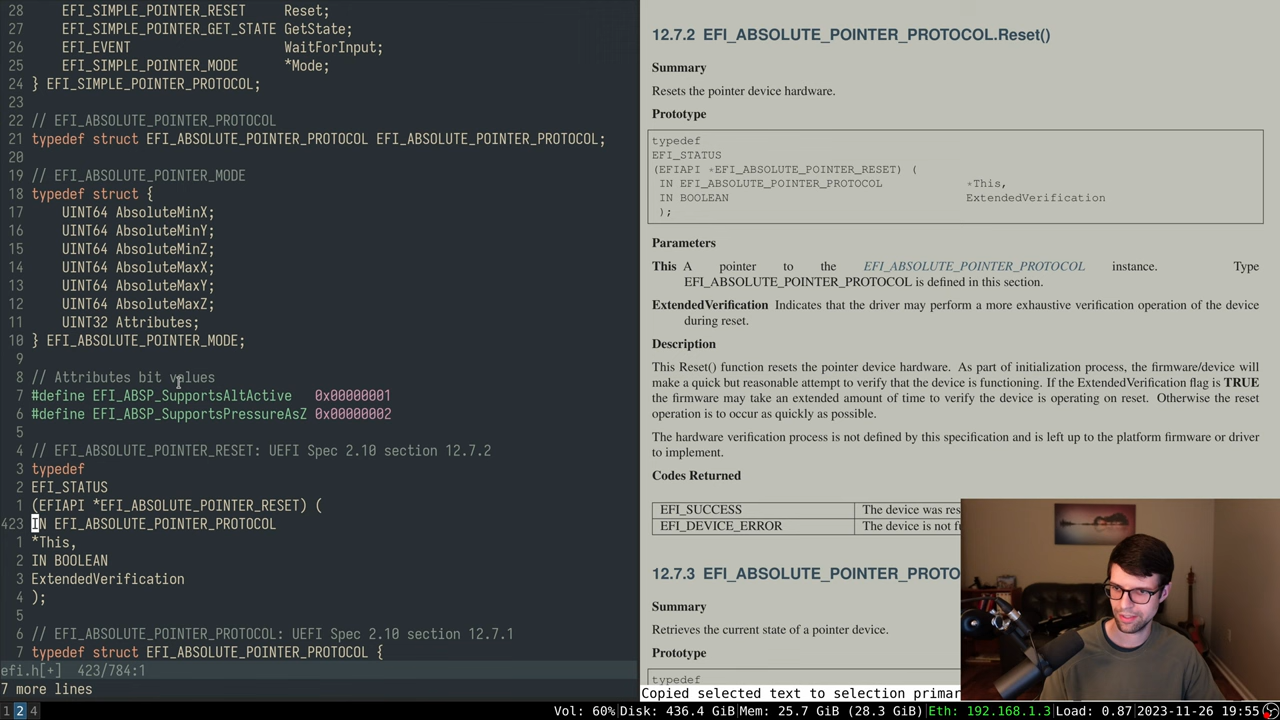 28 EFI_SIMPLE_POINTER_RESET Reset;
27 EFI_SIMPLE_POINTER_GET_STATE GetState;
26 EFI_EVENT WaitForInput;
25 EFI_SIMPLE_POINTER_MODE *Mode;
24 } EFI_SIMPLE_POINTER_PROTOCOL;
23
22 // EFI_ABSOLUTE_POINTER_PROTOCOL
21 typedef struct EFI_ABSOLUTE_POINTER_PROTOCOL EFI_ABSOLUTE_POINTER_PROTOCOL;
20
19 // EFI_ABSOLUTE_POINTER_MODE
18 typedef struct {
17 UINT64 AbsoluteMinX;
16 UINT64 AbsoluteMinY;
15 UINT64 AbsoluteMinZ;
14 UINT64 AbsoluteMaxX;
13 UINT64 AbsoluteMaxY;
12 UINT64 AbsoluteMaxZ;
11 UINT32 Attributes;
10 } EFI_ABSOLUTE_POINTER_MODE;
9
8 // Attributes bit values
7 #define EFI_ABSP_SupportsAltActive 0x00000001
6 #define EFI_ABSP_SupportsPressureAsZ 0x00000002
5
4 // EFI_ABSOLUTE_POINTER_RESET: UEFI Spec 2.10 section 12.7.2
3 typedef
2 EFI_STATUS
1 (EFIAPI *EFI_ABSOLUTE_POINTER_RESET) (
423 IN EFI_ABSOLUTE_POINTER_PROTOCOL
1 *This,
2 IN BOOLEAN
3 ExtendedVerification
4 );
5
6 // EFI_ABSOLUTE_POINTER_PROTOCOL: UEFI Spec 2.10 section 12.7.1
7 typedef struct EFI_ABSOLUTE_POINTER_PROTOCOL {
efi.h[+] 423/784:1
7 more lines
12.7.2 EFI_ABSOLUTE_POINTER_PROTOCOL.Reset()
Summary
Resets the pointer device hardware.
Prototype
typedef
EFI_STATUS
(EFIAPI *EFI_ABSOLUTE_POINTER_RESET) (
IN EFI_ABSOLUTE_POINTER_PROTOCOL *This,
IN BOOLEAN ExtendedVerification
);
Parameters
This A pointer to the EFI_ABSOLUTE_POINTER_PROTOCOL instance. Type
EFI_ABSOLUTE_POINTER_PROTOCOL is defined in this section.
ExtendedVerification Indicates that the driver may perform a more exhaustive verification operation of the device
during reset.
Description
This Reset() function resets the pointer device hardware. As part of initialization process, the firmware/device will
make a quick but reasonable attempt to verify that the device is functioning. If the ExtendedVerification flag is TRUE
the firmware may take an extended amount of time to verify the device is operating on reset. Otherwise the reset
operation is to occur as quickly as possible.
The hardware verification process is not defined by this specification and is left up to the platform firmware or driver
to implement.
Codes Returned
EFI_SUCCESS The device was res
EFI_DEVICE_ERROR The device is not fu
12.7.3 EFI_ABSOLUTE_POINTER_PROTO
Summary
Retrieves the current state of a pointer device.
Prototype
typedef
Copied selected text to selection primar
1 2 4 Vol: 60% Disk: 436.4 GiB Mem: 25.7 GiB (28.3 GiB) Eth: 192.168.1.3 Load: 0.87 2023-11-26 19:55